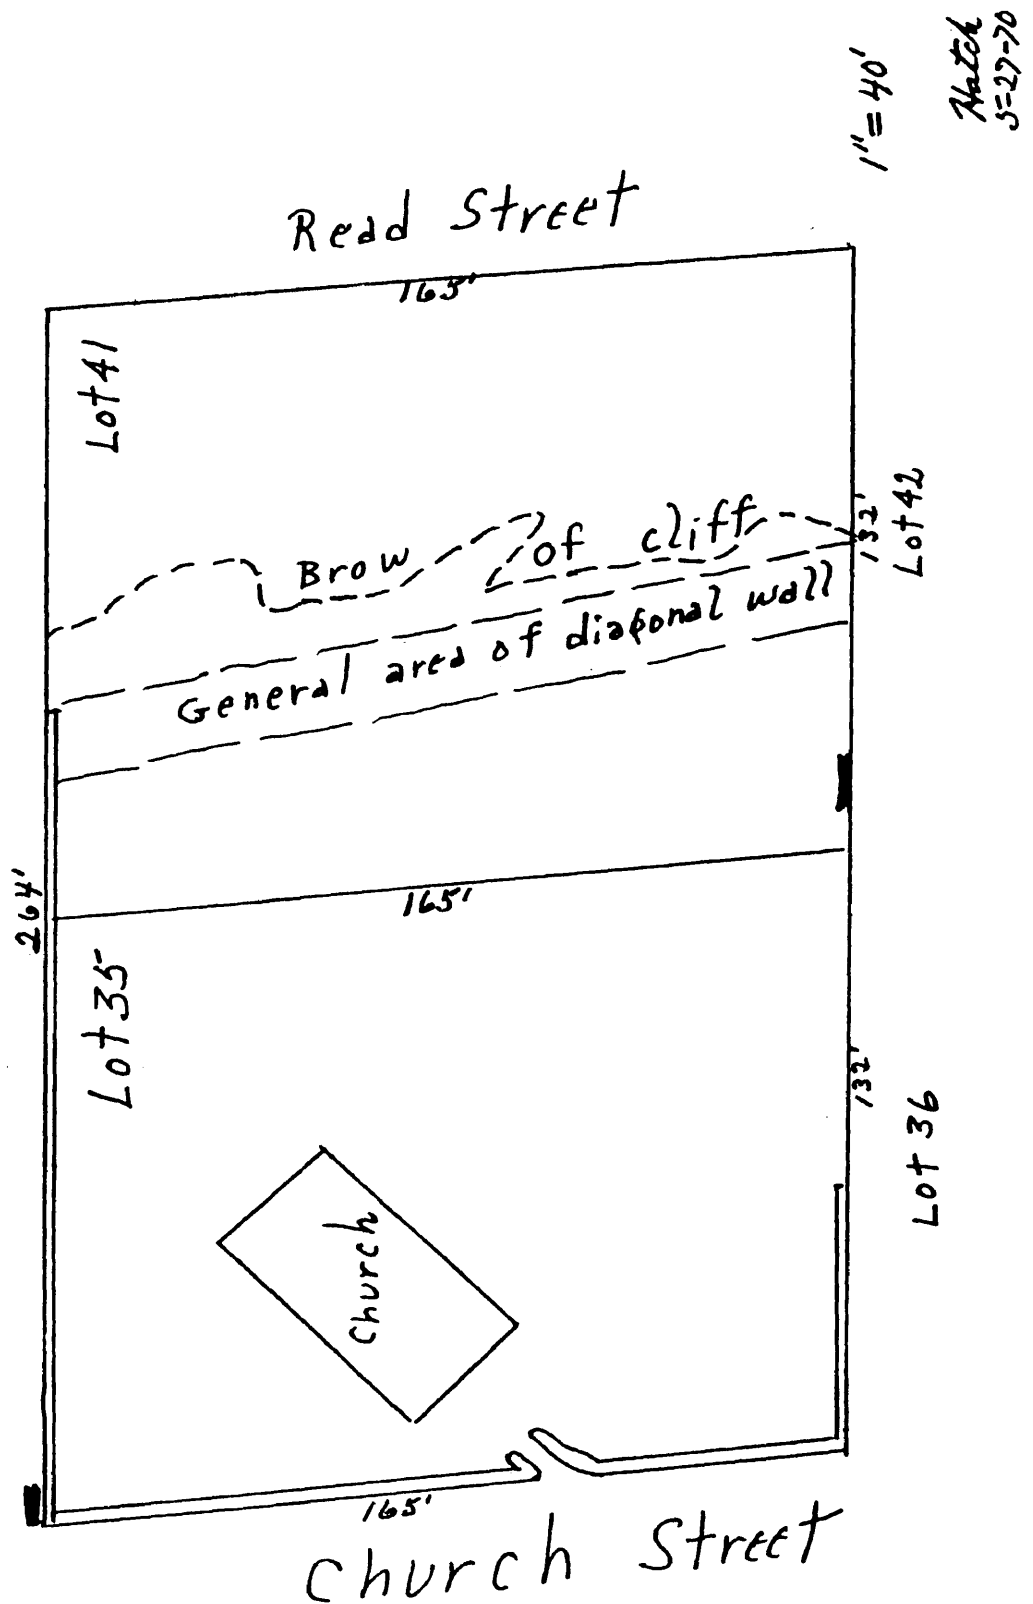 Hatch
5-27-70
1" = 40'
Read Street
165'
Lot 41
Brow of cliff
132'
Lot 42
General area of diagonal wall
264'
165'
Lot 35
132'
Lot 36
Church
165'
Church Street